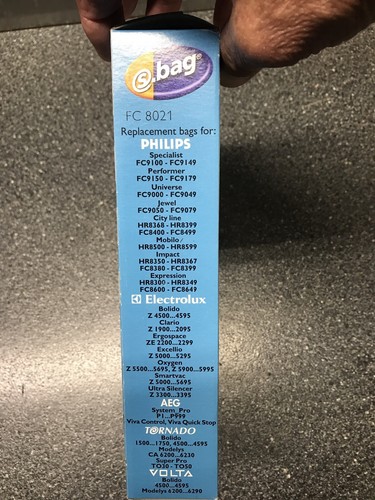 s.bag
FC 8021
Replacement bags for:
PHILIPS
Specialist
FC9100 - FC9149
Performer
FC9150 - FC9179
Universe
FC9000 - FC9049
Jewel
FC9050 - FC9079
City line
HR8368 - HR8399
FC8400 - FC8499
Mobilo
HR8500 - HR8599
Impact
HR8350 - HR8367
FC8380 - FC8399
Expression
HR8300 - HR8349
FC8600 - FC8649
Electrolux
Bolido
Z 4500...4595
Clario
Z 1900...2095
Ergospace
ZE 2200...2299
Excellio
Z 5000...5295
Oxygen
Z 5500...5695, Z 5900...5995
Smartvac
Z 5000...5695
Ultra Silencer
Z 3300...3395
AEG
System Pro
P1...P999
Viva Control, Viva Quick Stop
T@RNADO
Bolido
1500...1750, 4500...4595
Modelys
CA 6200...6230
Super Pro
TO30 - TO50
VOLTA
Bolido
4500...4595
Modelys 6200...6290